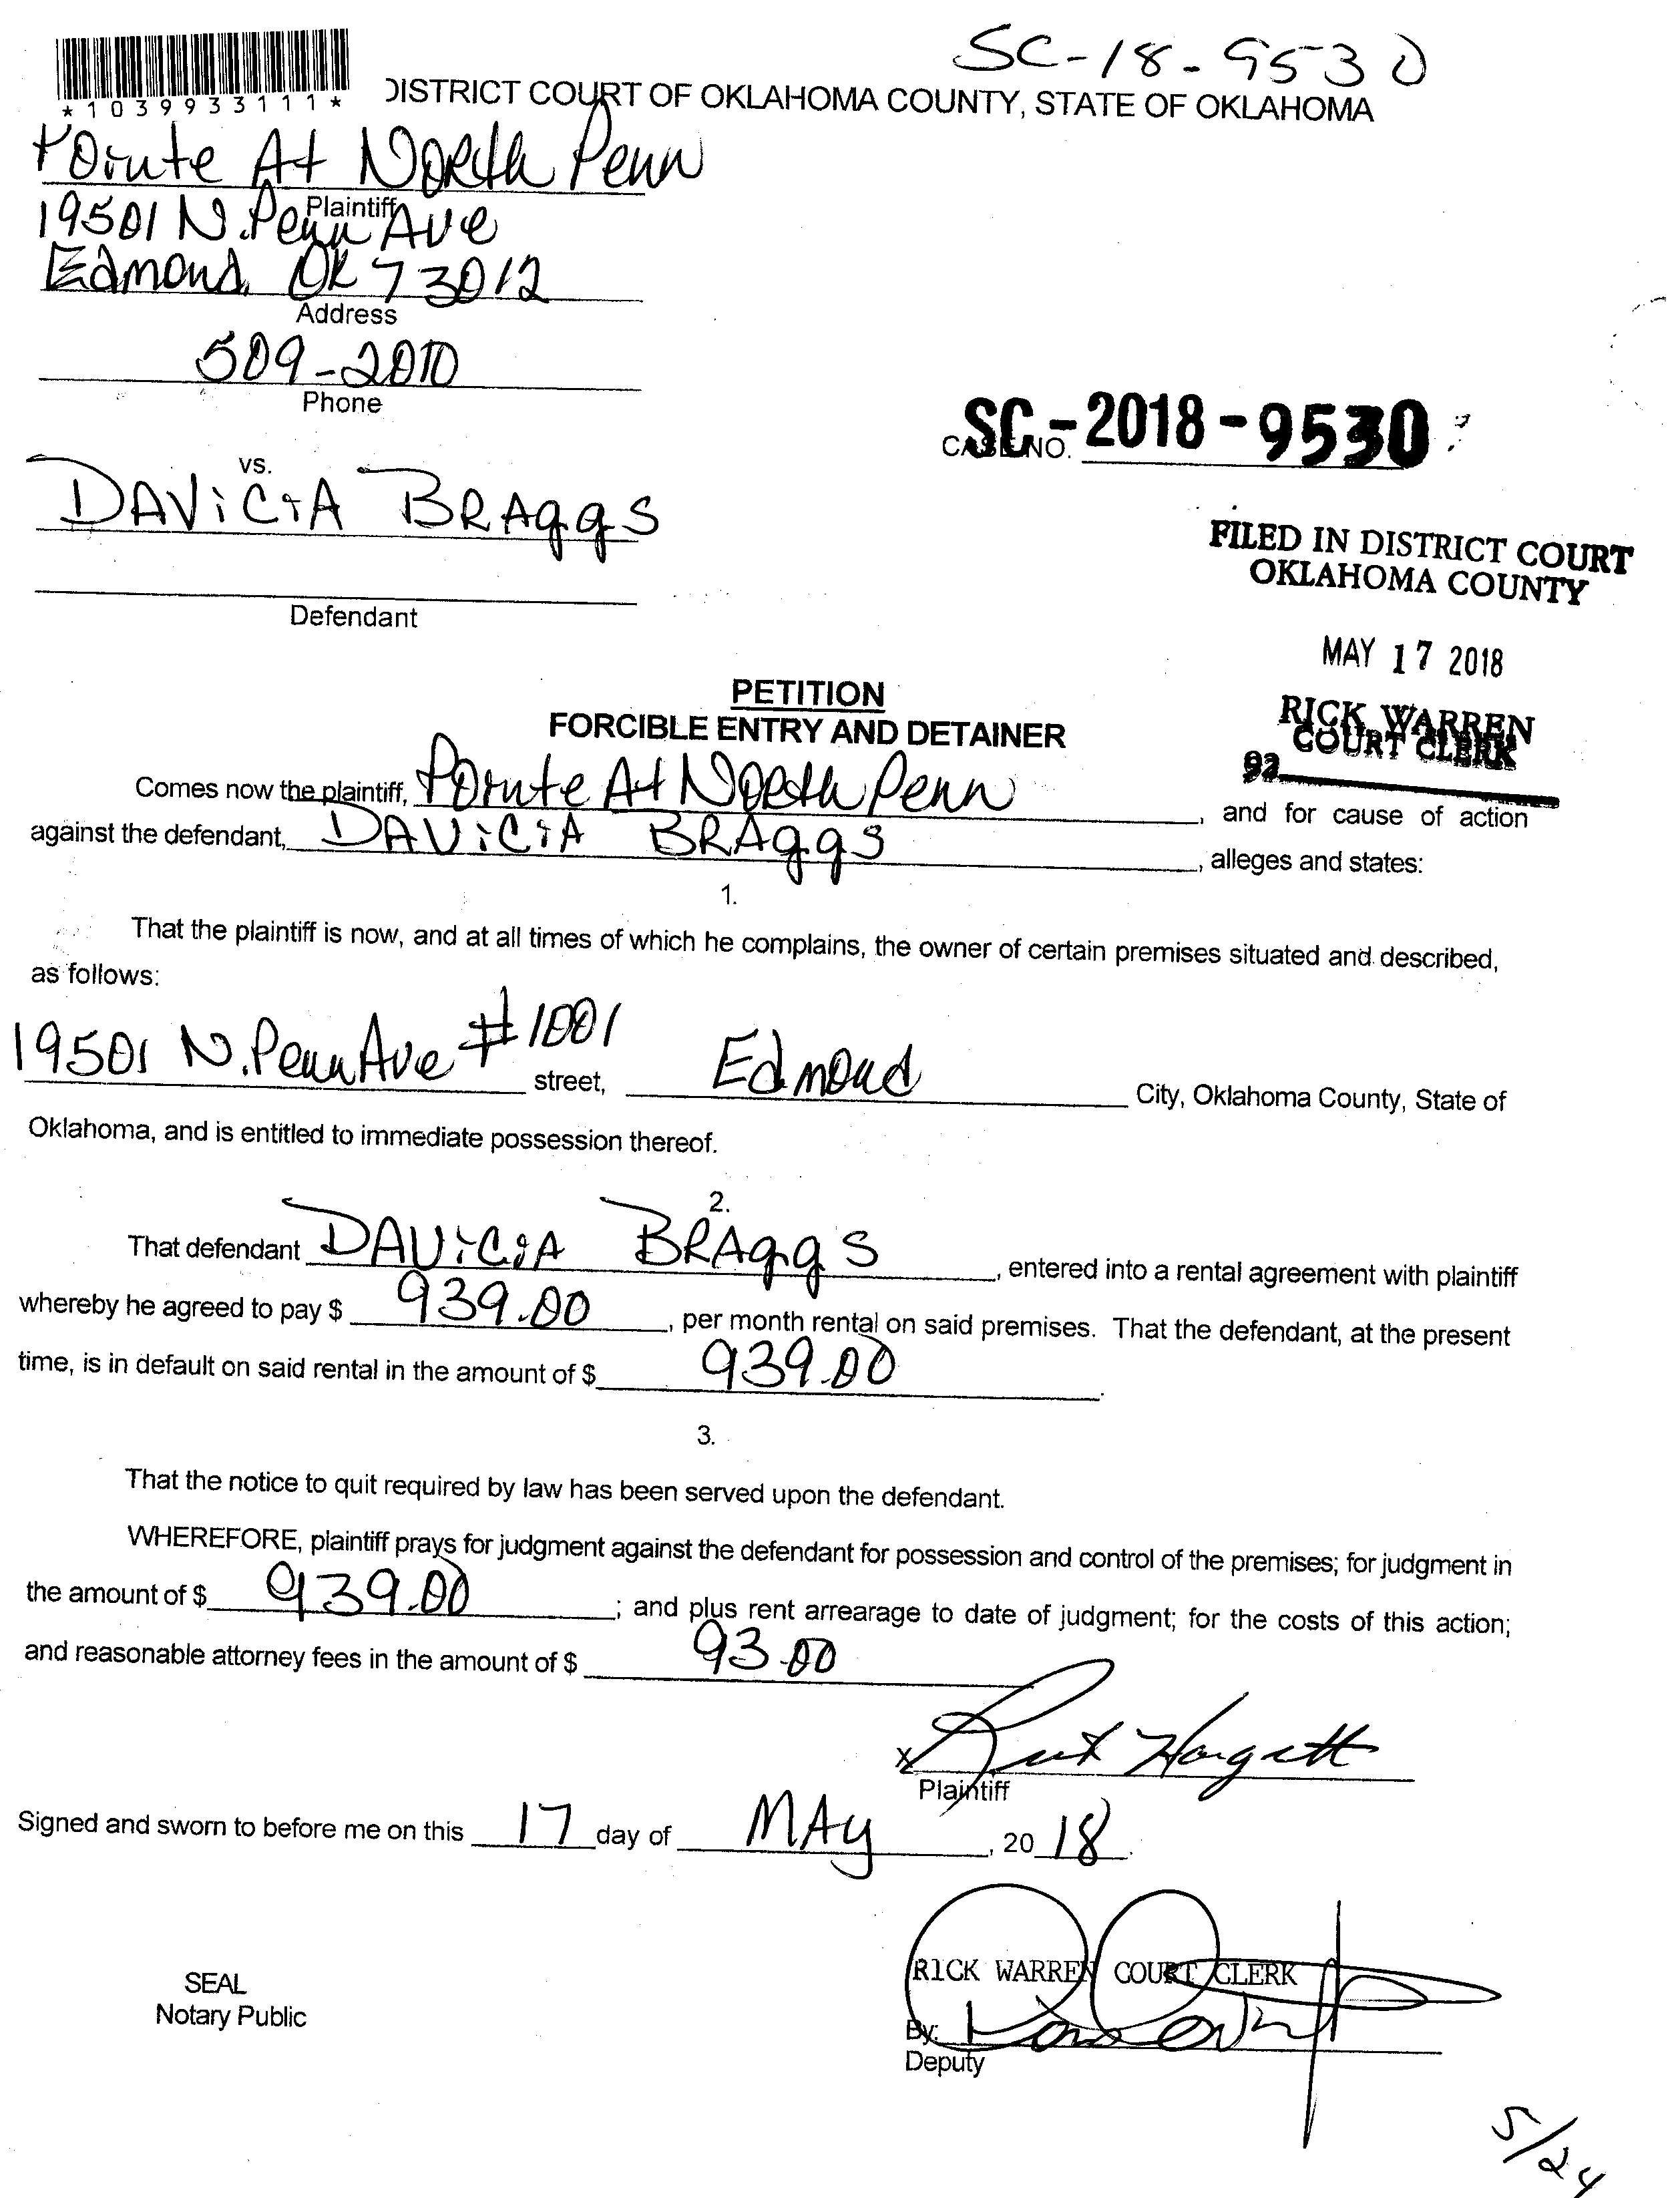 SC-18-9530
*1039933111*
DISTRICT COURT OF OKLAHOMA COUNTY, STATE OF OKLAHOMA
Pointe At North Penn
Plaintiff
19501 N. Penn Ave
Edmond, OK 73012
Address
509-2010
Phone
SC-2018-9530
CASE NO.
vs.
DAViCiA BRAggS
FILED IN DISTRICT COURT
OKLAHOMA COUNTY
Defendant
MAY 17 2018
PETITION
RICK WARREN
COURT CLERK
FORCIBLE ENTRY AND DETAINER
92
Comes now the plaintiff, Pointe At North Penn, and for cause of action
against the defendant, DAViCiA BRAggS, alleges and states:
1.
That the plaintiff is now, and at all times of which he complains, the owner of certain premises situated and described,
as follows:
19501 N. Penn Ave #1001 street, Edmond City, Oklahoma County, State of
Oklahoma, and is entitled to immediate possession thereof.
2.
That defendant DAViCiA BRAggS, entered into a rental agreement with plaintiff
whereby he agreed to pay $ 939.00, per month rental on said premises. That the defendant, at the present
time, is in default on said rental in the amount of $ 939.00.
3.
That the notice to quit required by law has been served upon the defendant.
WHEREFORE, plaintiff prays for judgment against the defendant for possession and control of the premises; for judgment in
the amount of $ 939.00; and plus rent arrearage to date of judgment; for the costs of this action;
and reasonable attorney fees in the amount of $ 93.00
x Hargett
Plaintiff
Signed and sworn to before me on this 17 day of MAy, 20 18.
RICK WARREN COURT CLERK
SEAL
Notary Public
By:
Deputy
5/24